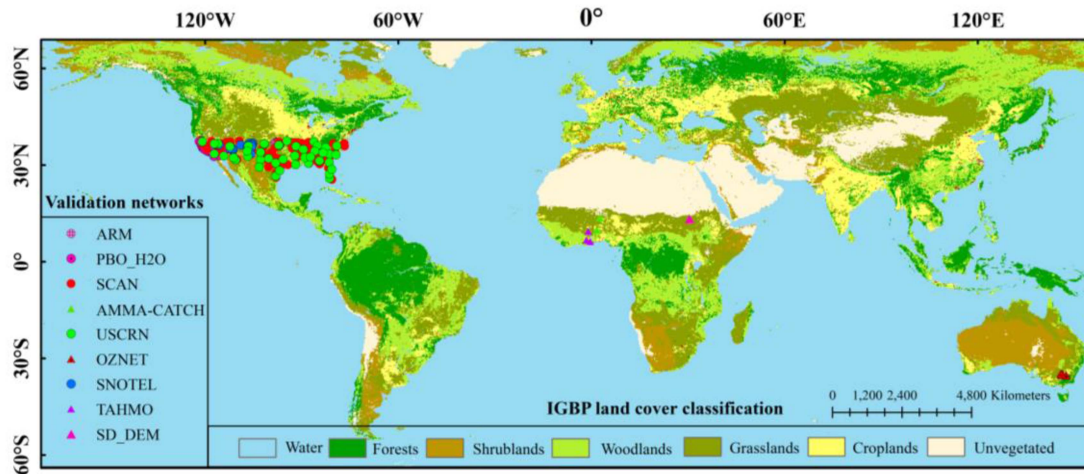 120°W 60°W 0° 60°E 120°E
60°N
30°N
0°
30°S
60°S
Validation networks
ARM
PBO_H2O
SCAN
AMMA-CATCH
USCRN
OZNET
SNOTEL
TAHMO
SD_DEM
0 1,200 2,400 4,800 Kilometers
IGBP land cover classification
Water Forests Shrublands Woodlands Grasslands Croplands Unvegetated